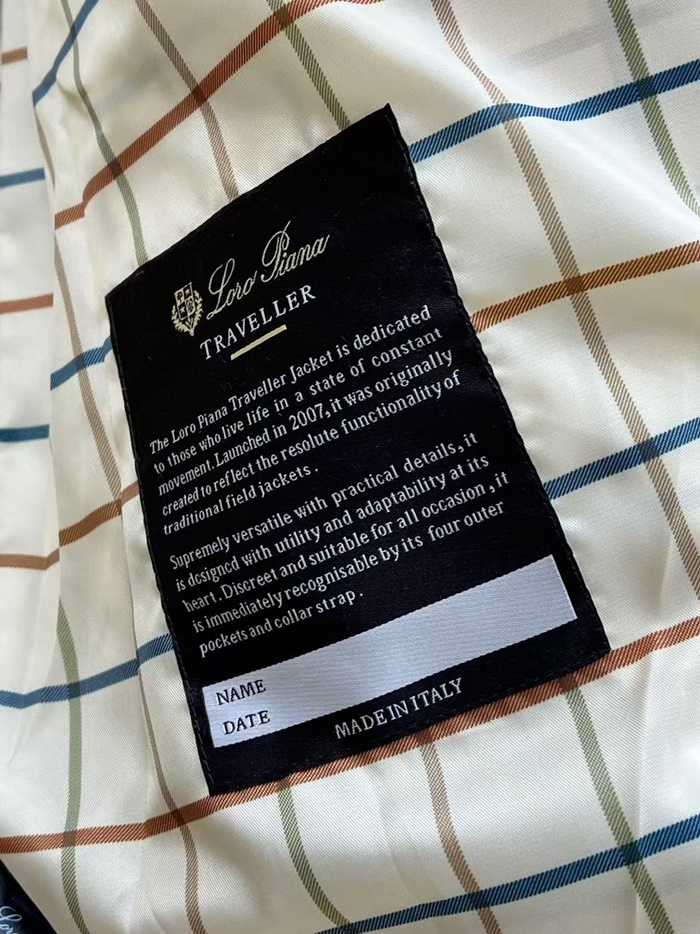 Loro Piana
TRAVELLER
The Loro Piana Traveller Jacket is dedicated
to those who live life in a state of constant
movement. Launched in 2007, it was originally
created to reflect the resolute functionality of
traditional field jackets .
Supremely versatile with practical details, it
is designed with utility and adaptability at its
heart. Discreet and suitable for all occasion , it
is immediately recognisable by its four outer
pockets and collar strap .
NAME
DATE
MADE IN ITALY